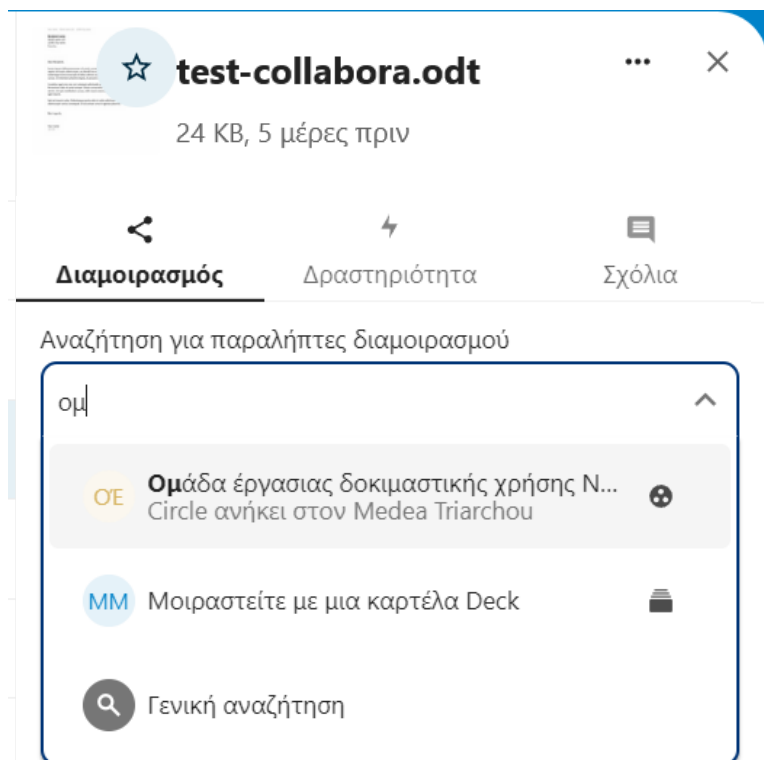 test-collabora.odt
24 KB, 5 μέρες πριν
Διαμοιρασμός
Δραστηριότητα
Σχόλια
Αναζήτηση για παραλήπτες διαμοιρασμού
ομ
ΟΈ
Ομάδα έργασιας δοκιμαστικής χρήσης N...
Circle ανήκει στον Medea Triarchou
MM
Μοιραστείτε με μια καρτέλα Deck
Γενική αναζήτηση